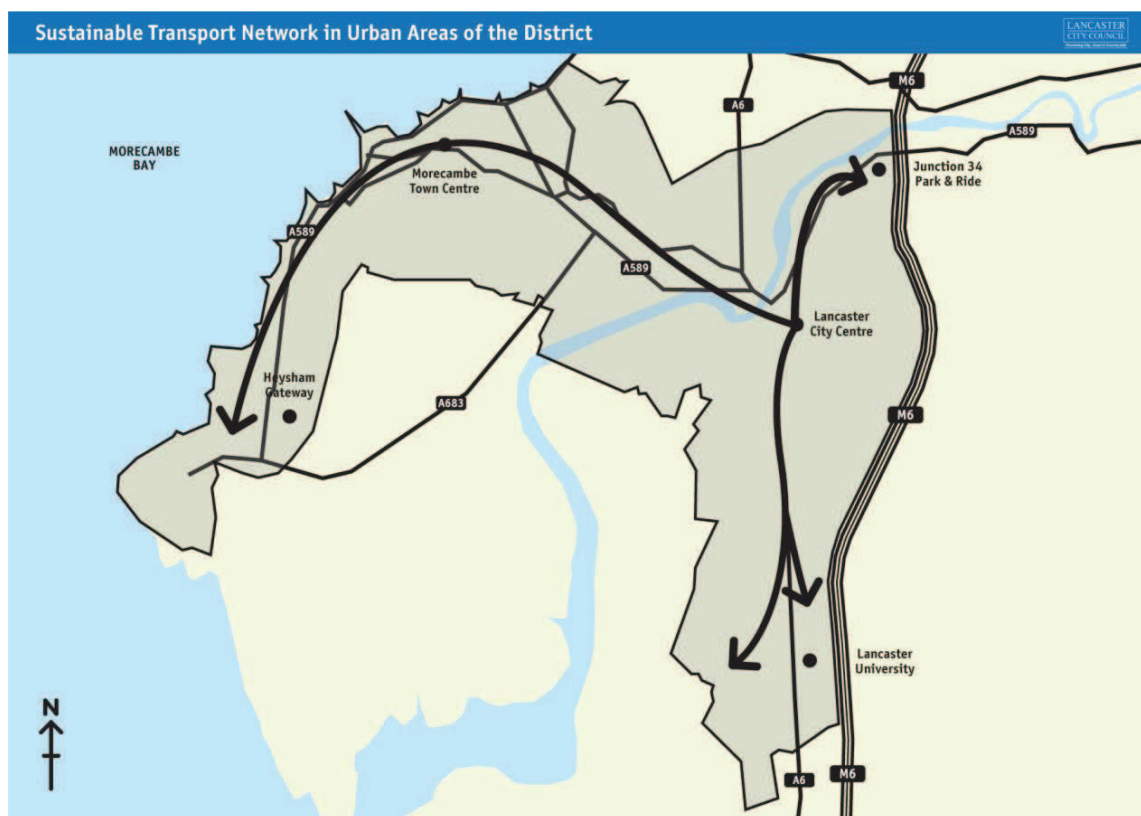 Sustainable Transport Network in Urban Areas of the District
LANCASTER
CITY COUNCIL
M6
A6
A589
MORECAMBE
BAY
Morecambe
Town Centre
Junction 34
Park & Ride
A589
A589
Lancaster
City Centre
Heysham
Gateway
A683
M6
Lancaster
University
N
A6
M6